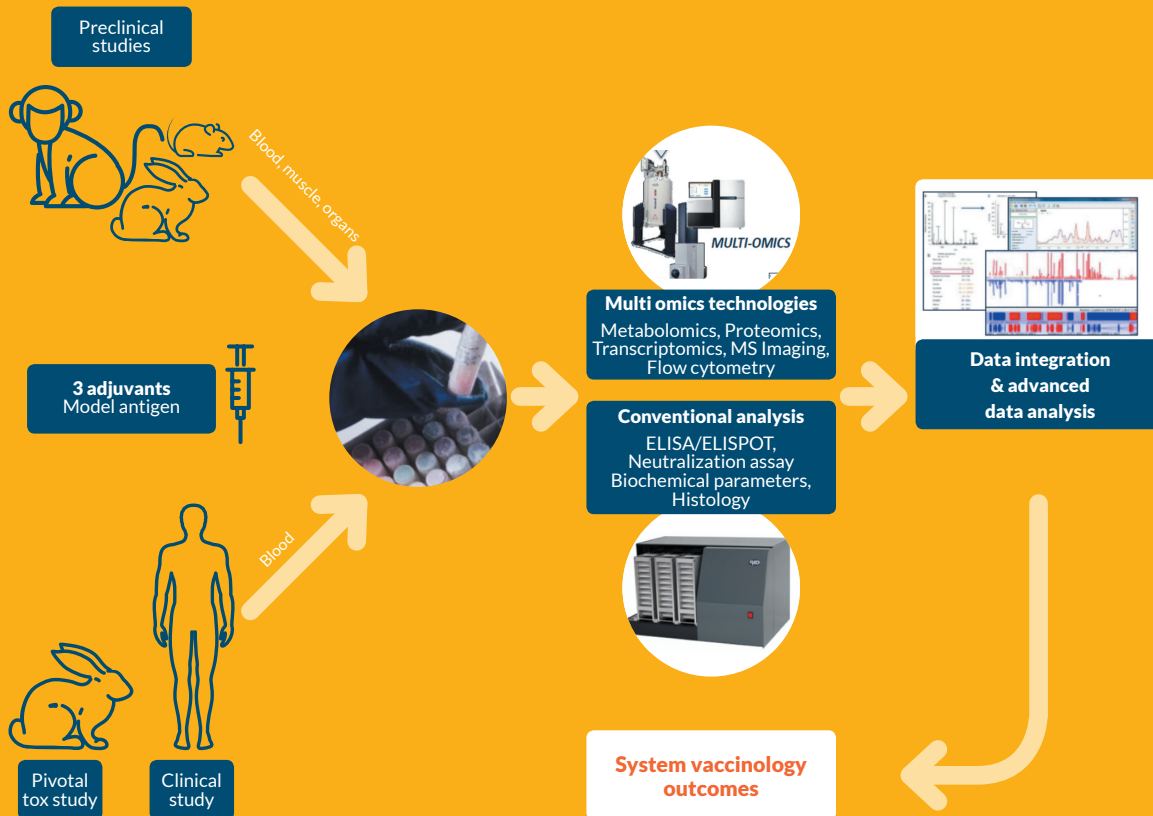 Preclinical
studies
Blood, muscle, organs
3 adjuvants
Model antigen
Blood
Pivotal
tox study
Clinical
study
MULTI-OMICS
Multi omics technologies
Metabolomics, Proteomics,
Transcriptomics, MS Imaging,
Flow cytometry
Conventional analysis
ELISA/ELISPOT,
Neutralization assay
Biochemical parameters,
Histology
Data integration
& advanced
data analysis
System vaccinology
outcomes